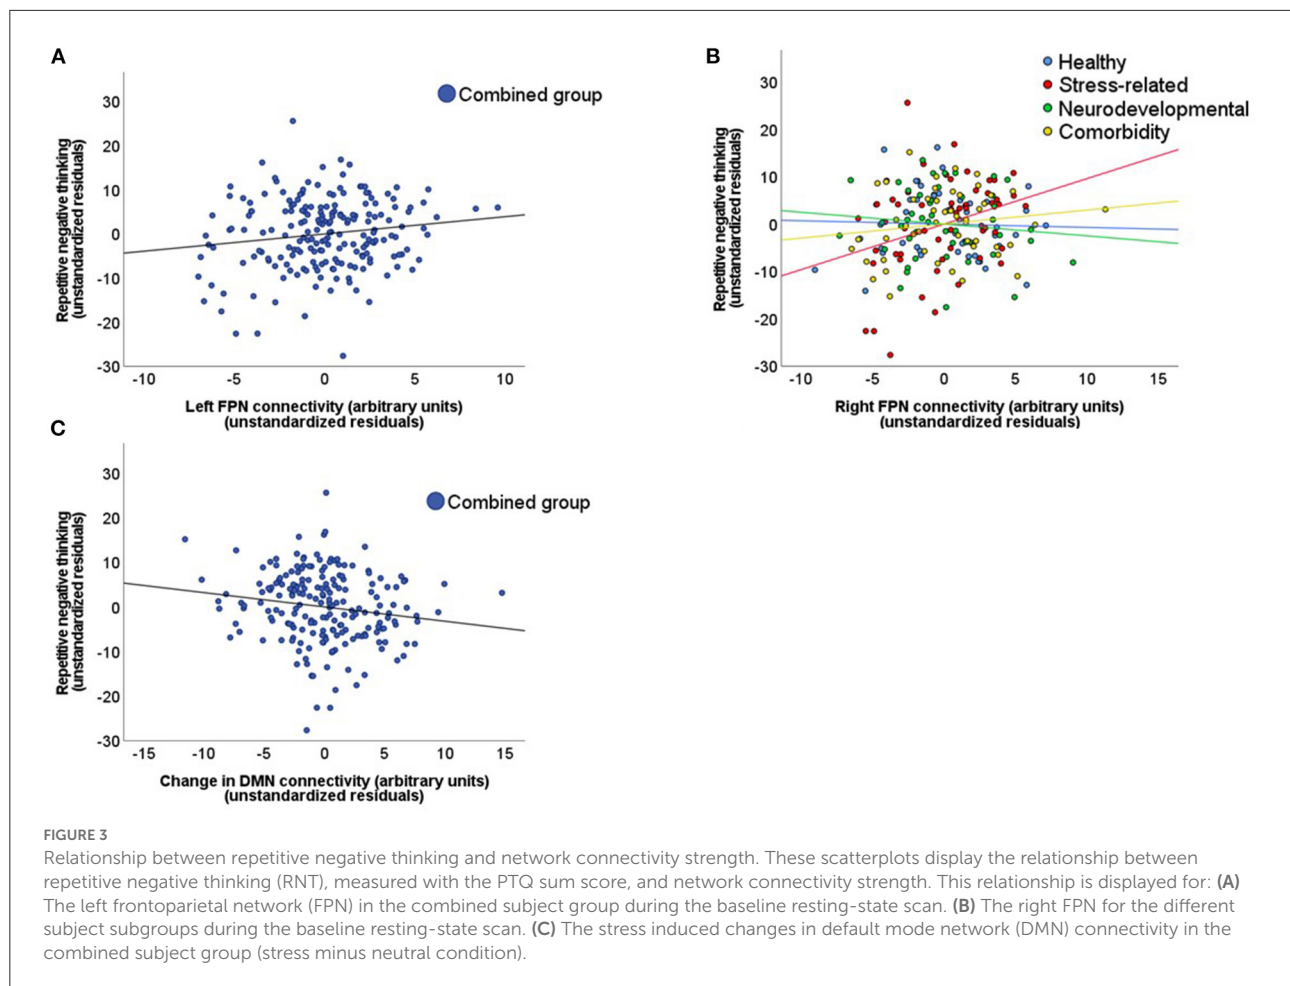 A
Combined group
Repetitive negative thinking
(unstandardized residuals)
30
20
10
0
-10
-20
-30
-10
-5
0
5
10
Left FPN connectivity (arbitrary units)
(unstandardized residuals)
B
Healthy
Stress-related
Neurodevelopmental
Comorbidity
Repetitive negative thinking
(unstandardized residuals)
30
20
10
0
-10
-20
-30
-10
-5
0
5
10
15
Right FPN connectivity (arbitrary units)
(unstandardized residuals)
C
Combined group
Repetitive negative thinking
(unstandardized residuals)
30
20
10
0
-10
-20
-30
-15
-10
-5
0
5
10
15
Change in DMN connectivity (arbitrary units)
(unstandardized residuals)
FIGURE 3
Relationship between repetitive negative thinking and network connectivity strength. These scatterplots display the relationship between
repetitive negative thinking (RNT), measured with the PTQ sum score, and network connectivity strength. This relationship is displayed for: (A)
The left frontoparietal network (FPN) in the combined subject group during the baseline resting-state scan. (B) The right FPN for the different
subject subgroups during the baseline resting-state scan. (C) The stress induced changes in default mode network (DMN) connectivity in the
combined subject group (stress minus neutral condition).